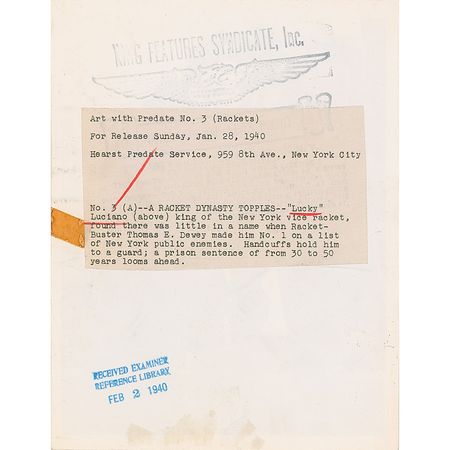 KING FEATURES SYNDICATE, INC.
Art with Predate No. 3 (Rackets)
For Release Sunday, Jan. 28, 1940
Hearst Predate Service, 959 8th Ave., New York City
No. 3 (A)--A RACKET DYNASTY TOPPLES--"Lucky"
Luciano (above) king of the New York vice racket,
found there was little in a name when Racket-
Buster Thomas E. Dewey made him No. 1 on a list
of New York public enemies. Handcuffs hold him
to a guard; a prison sentence of from 30 to 50
years looms ahead.
RECEIVED EXAMINER
REFERENCE LIBRARY
FEB 2 1940